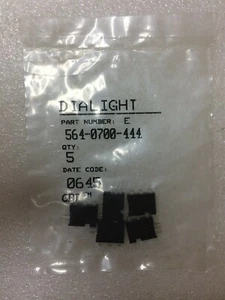 DIALIGHT
PART NUMBER: E
564-0700-444
QTY:
5
DATE CODE:
0645